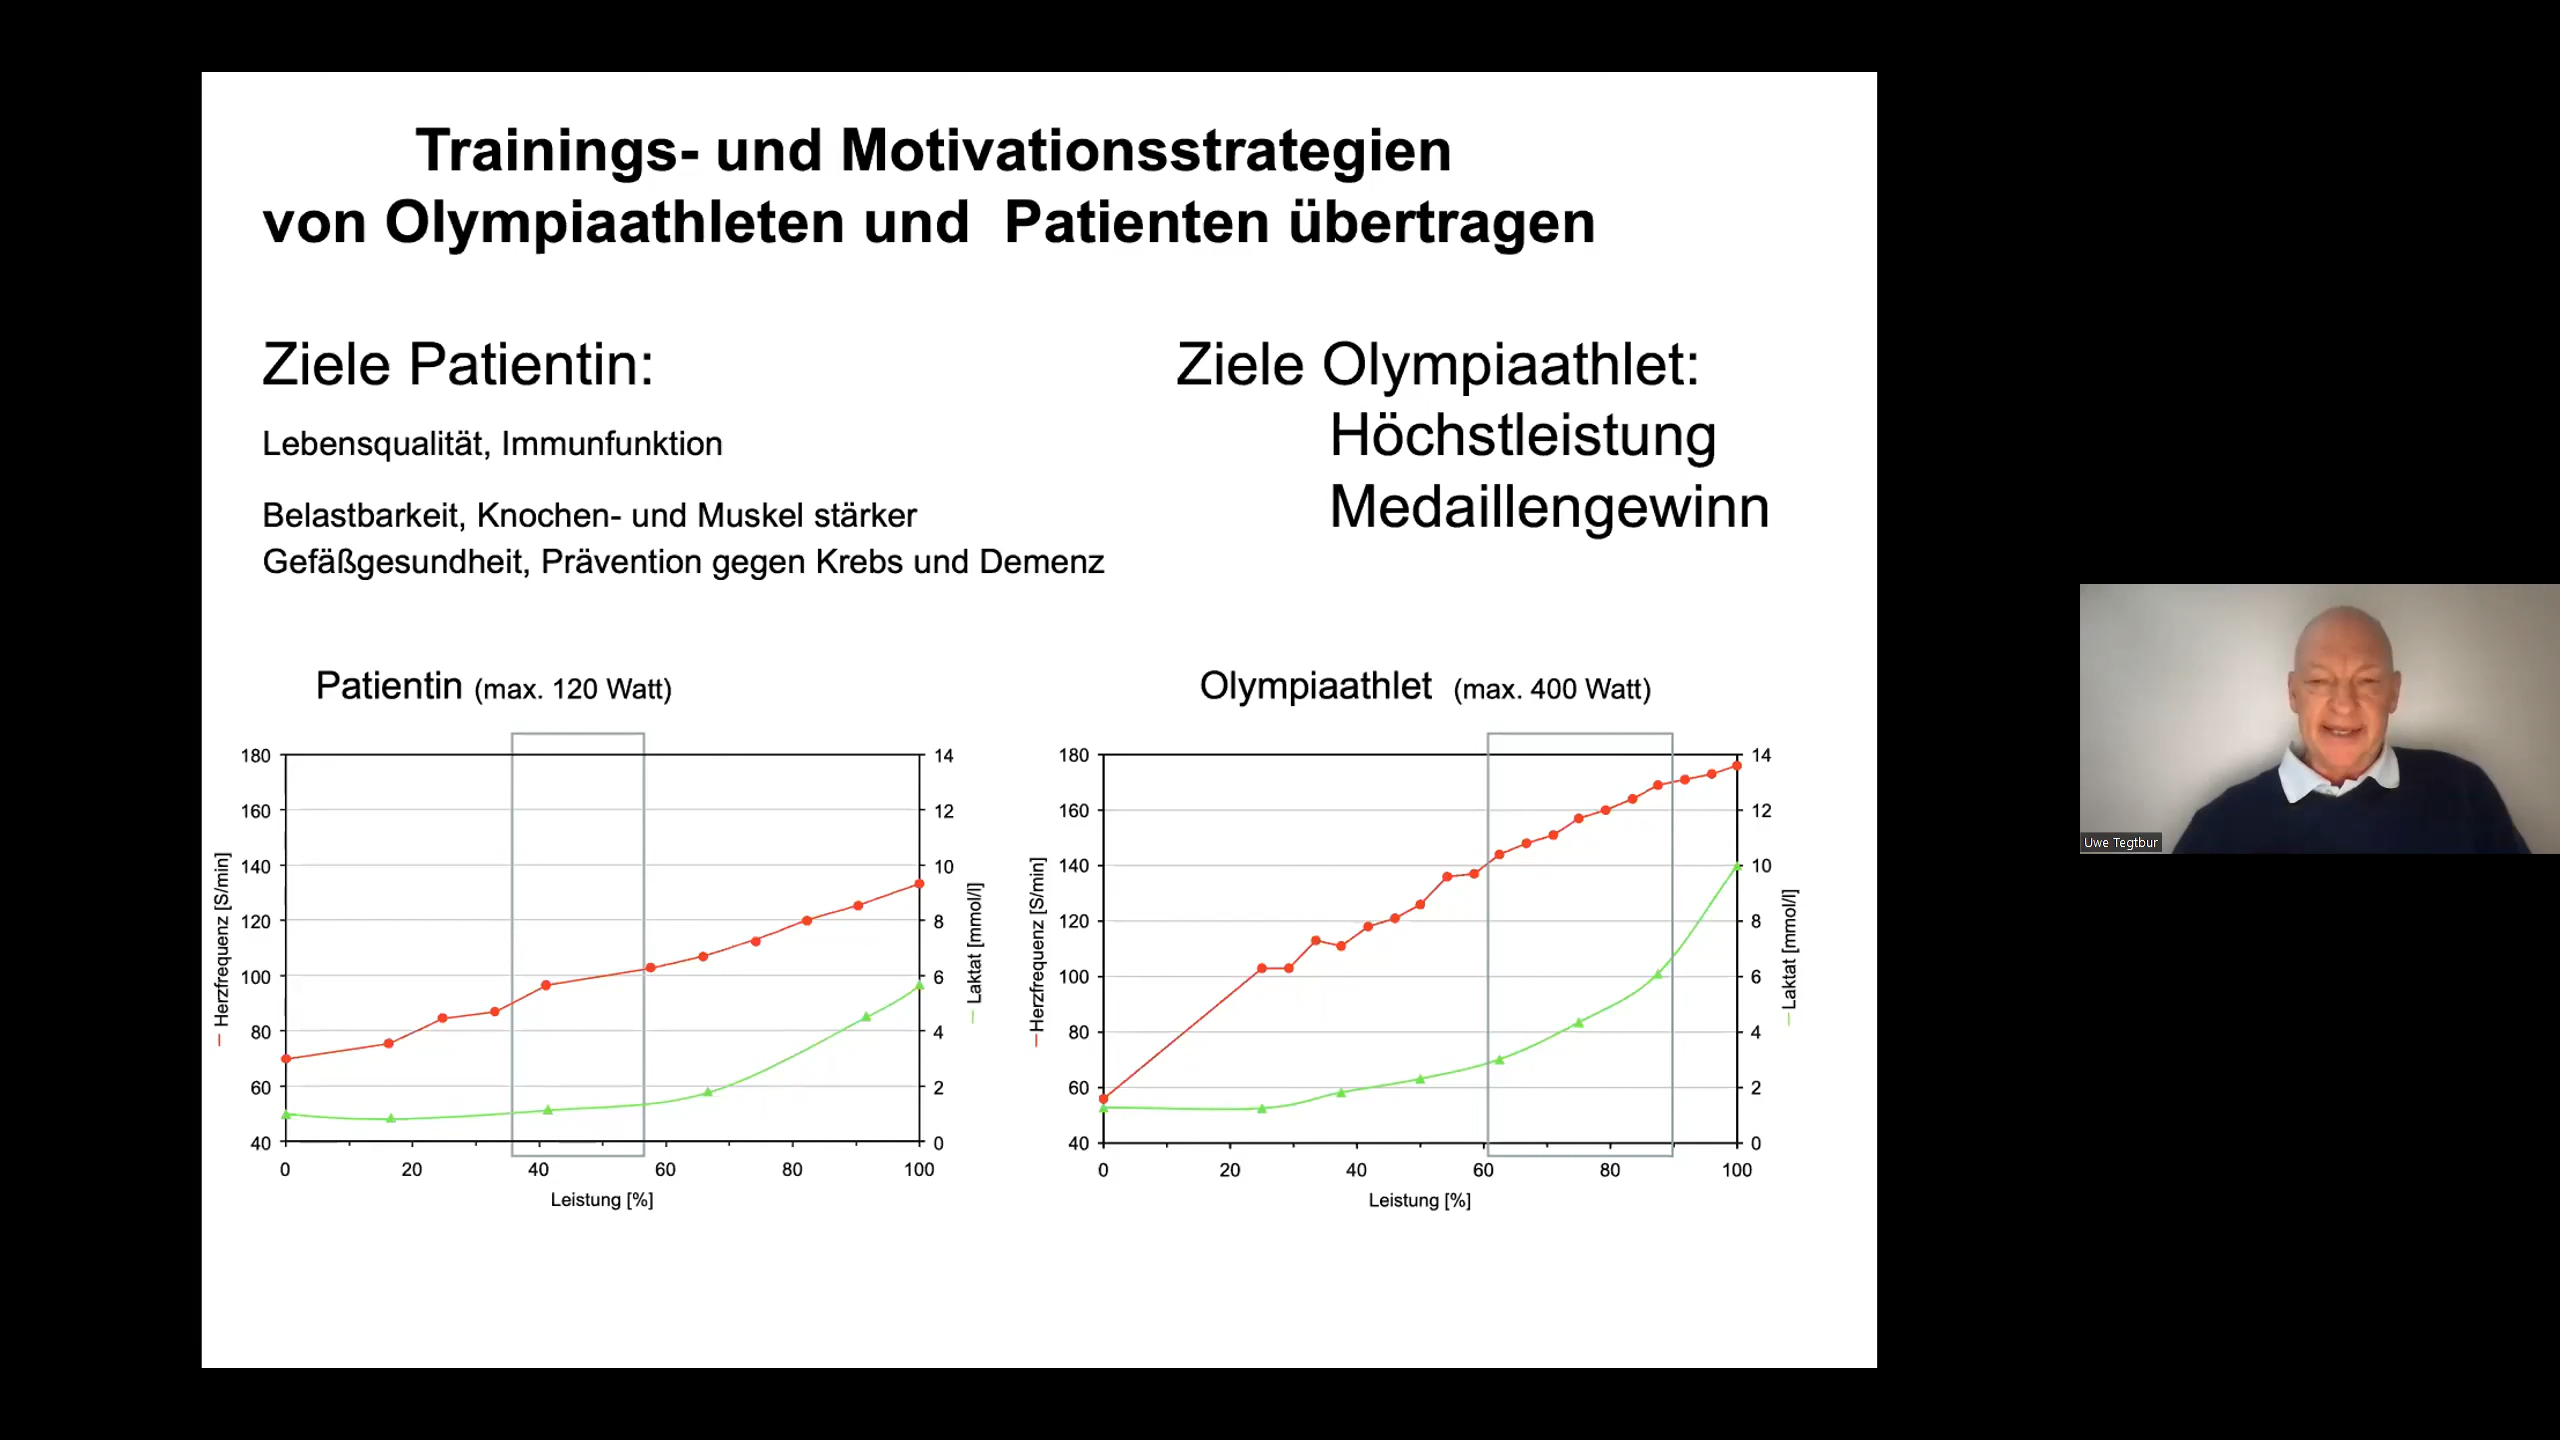 Trainings- und Motivationsstrategien
von Olympiaathleten und  Patienten übertragen
Ziele Patientin:
Lebensqualität, Immunfunktion
Belastbarkeit, Knochen- und Muskel stärker
Gefäßgesundheit, Prävention gegen Krebs und Demenz
Ziele Olympiaathlet:
Höchstleistung
Medaillengewinn
Patientin (max. 120 Watt)
180
160
140
120
100
80
60
40
Herzfrequenz [S/min]
14
12
10
8
6
4
2
0
Laktat [mmol/l]
0 20 40 60 80 100
Leistung [%]
Olympiaathlet (max. 400 Watt)
180
160
140
120
100
80
60
40
Herzfrequenz [S/min]
14
12
10
8
6
4
2
0
Laktat [mmol/l]
0 20 40 60 80 100
Leistung [%]
Uwe Tegtbur